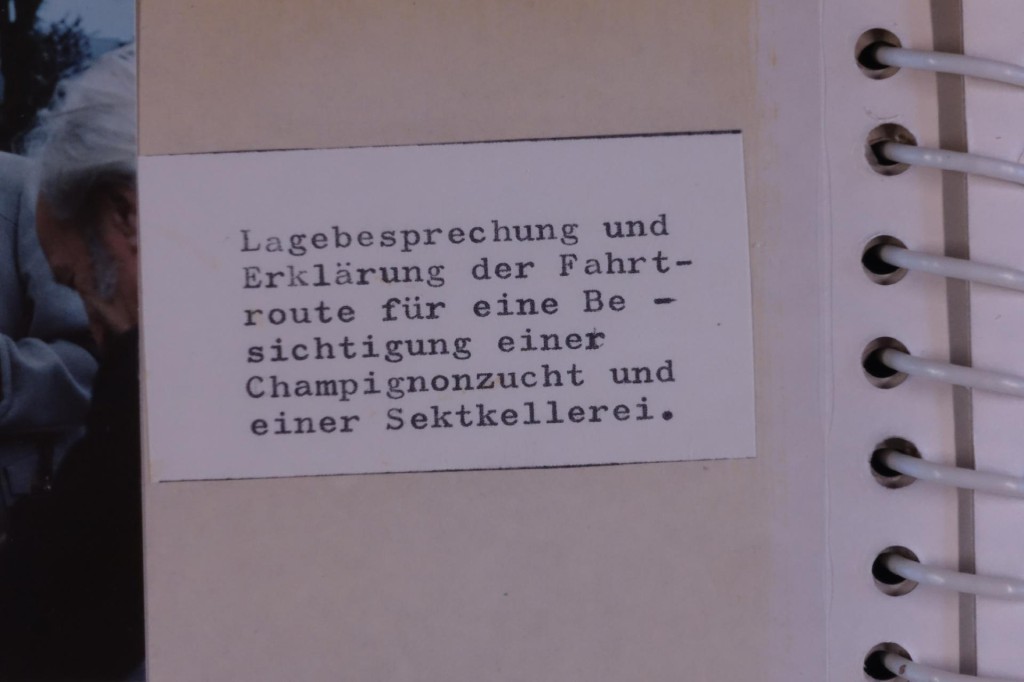 Lagebesprechung und
Erklärung der Fahrt-
route für eine Be -
sichtigung einer
Champignonzucht und
einer Sektkellerei.